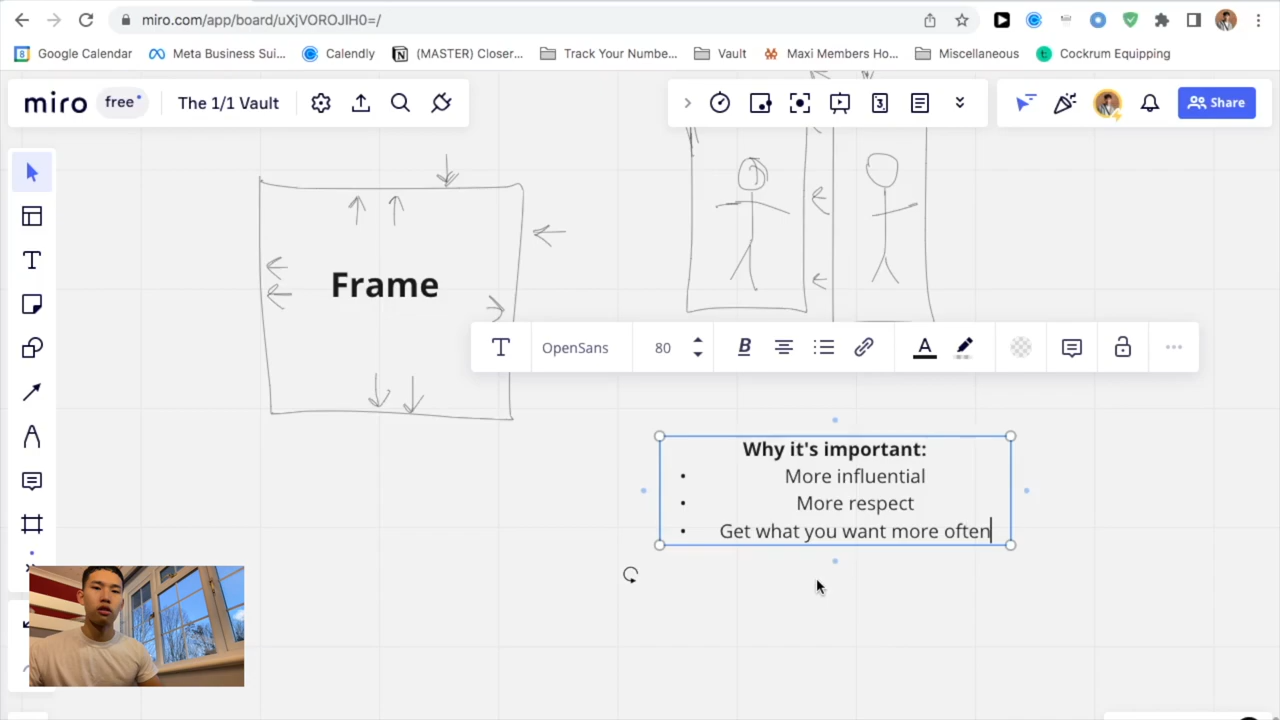 miro.com/app/board/uXjVOROJIH0=/
Google Calendar
Meta Business Sui...
Calendly
(MASTER) Closer...
Track Your Numbe...
Vault
Maxi Members Ho...
Miscellaneous
Cockrum Equipping
miro
free
The 1/1 Vault
Share
Frame
OpenSans
80
B
A
Why it's important:
• More influential
• More respect
• Get what you want more often